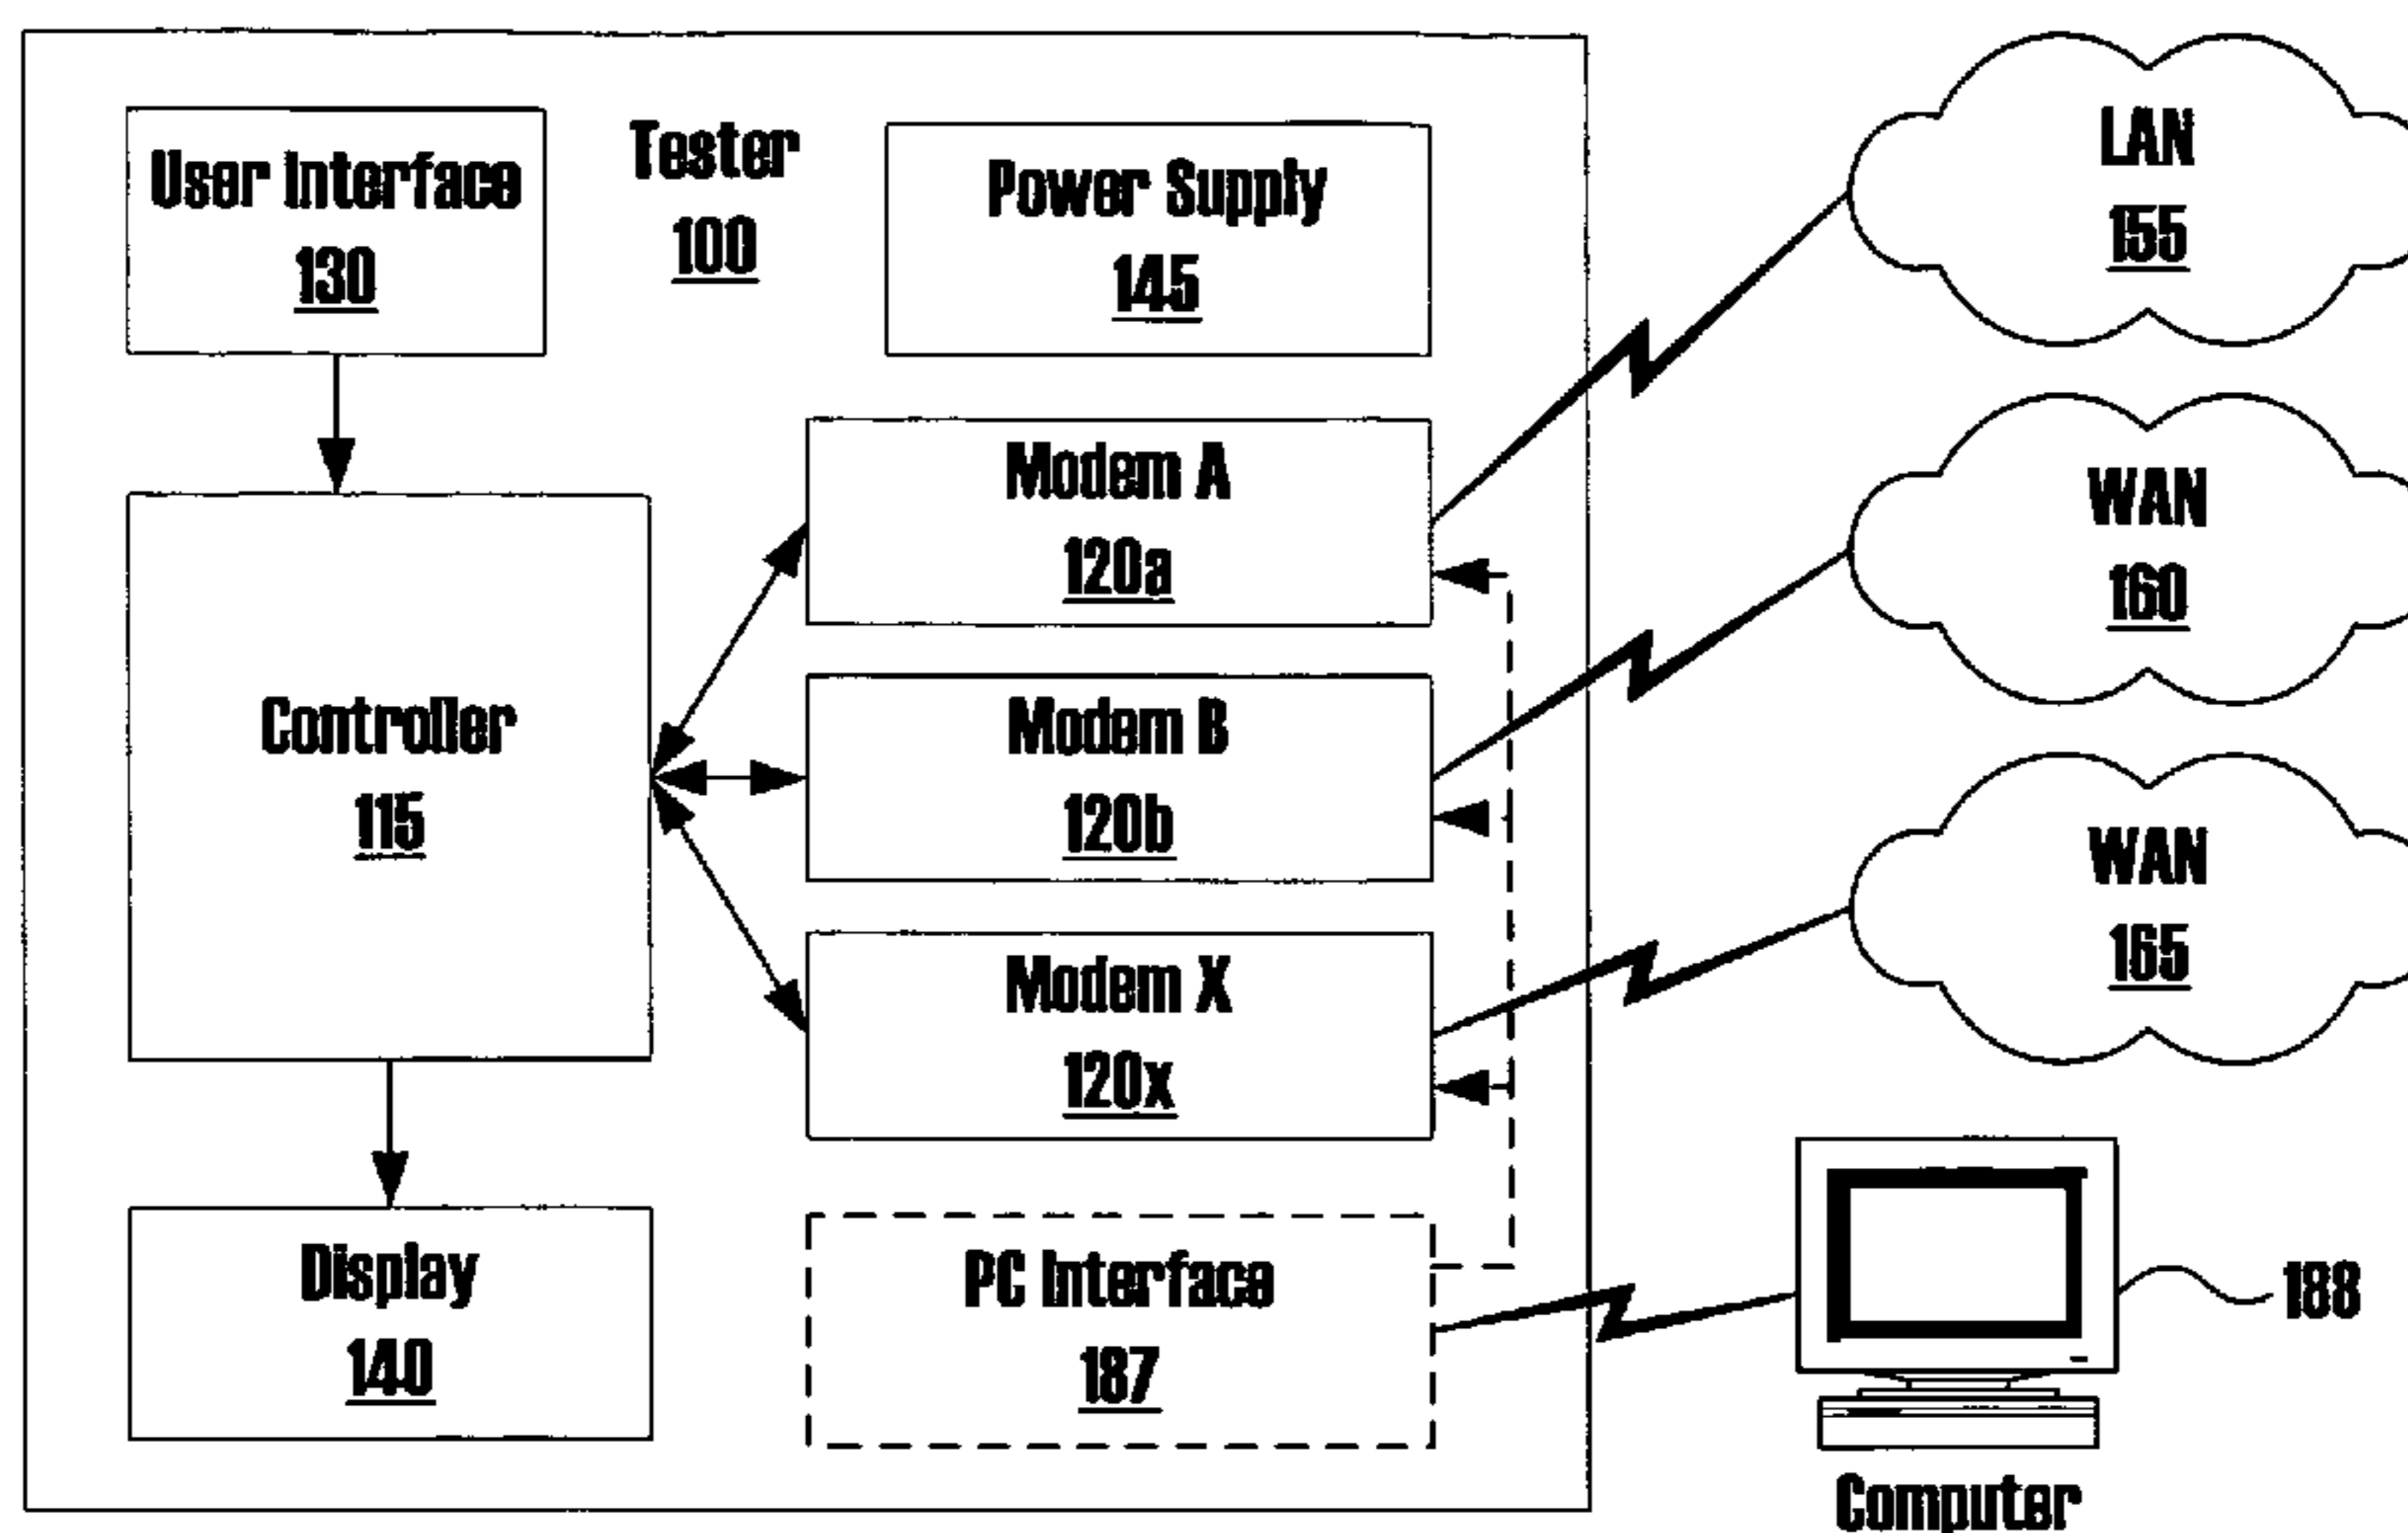 User Interface
130
Tester
100
Power Supply
145
LAN
155
Modem A
120a
WAN
160
Controller
115
Modem B
120b
WAN
165
Modem X
120x
Display
140
PC Interface
187
188
Computer